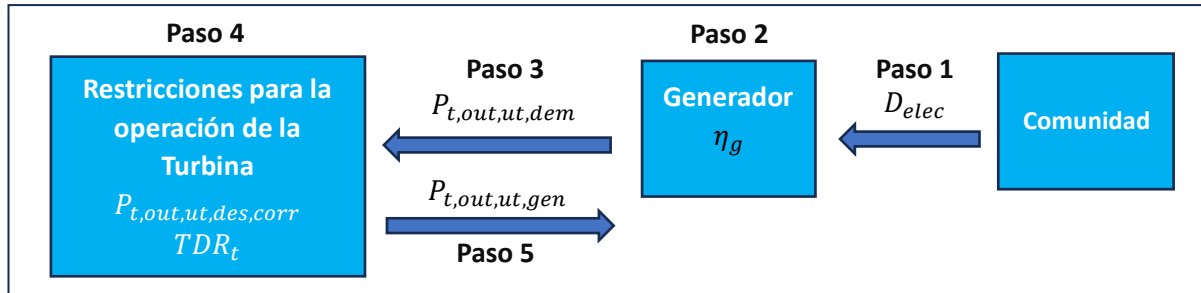 Paso 4
Restricciones para la
operación de la
Turbina
P_{t,out,ut,des,corr}
TDR_t
Paso 3
P_{t,out,ut,dem}
P_{t,out,ut,gen}
Paso 5
Paso 2
Generador
η_g
Paso 1
D_{elec}
Comunidad